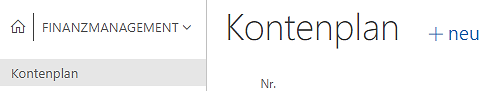 FINANZMANAGEMENT
Kontenplan
Kontenplan + neu
Nr.